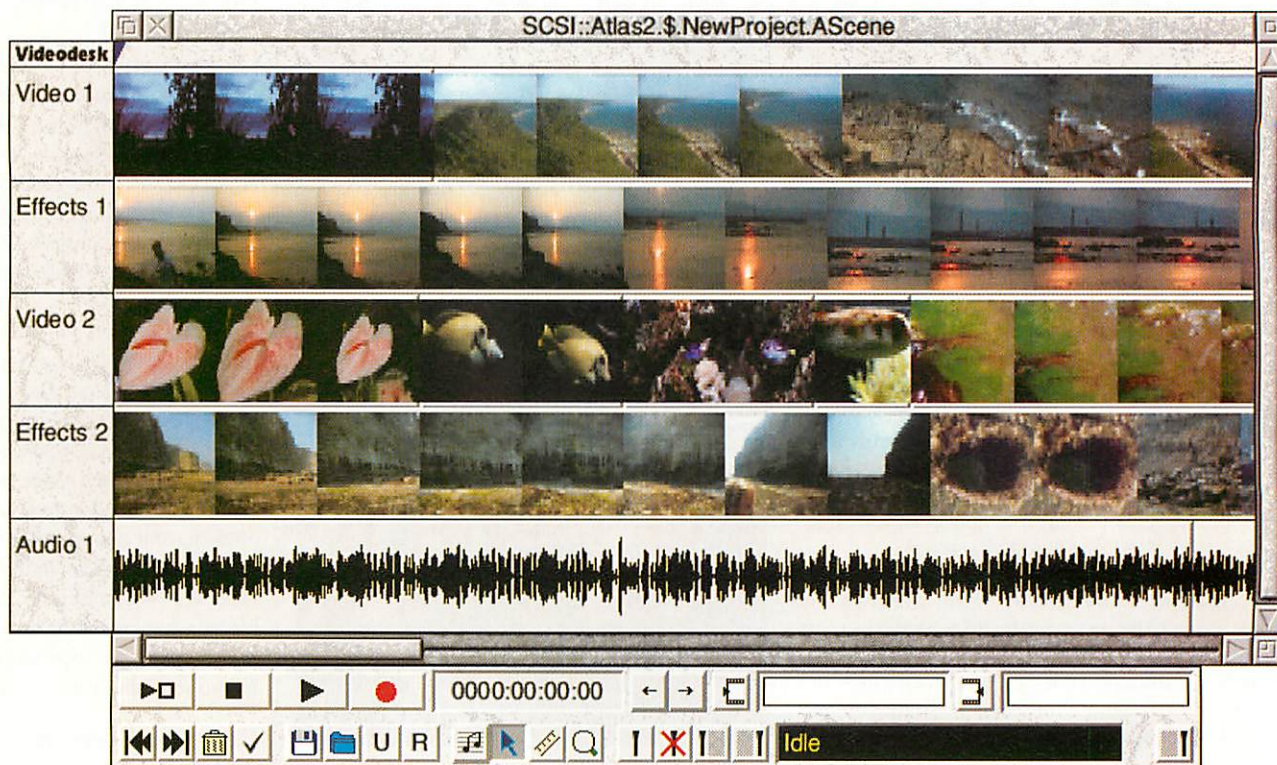 SCSI::Atlas2.$.NewProject.AScene
Videodesk
Video 1
Effects 1
Video 2
Effects 2
Audio 1
0000:00:00:00
U R
Idle